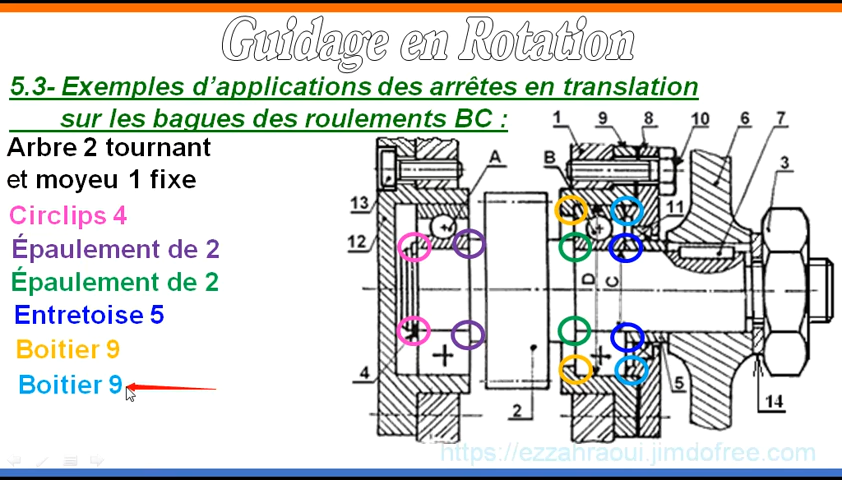 Guidage en Rotation
5.3- Exemples d'applications des arrêtes en translation
sur les bagues des roulements BC :
Arbre 2 tournant
et moyeu 1 fixe
Circlips 4
Épaulement de 2
Épaulement de 2
Entretoise 5
Boitier 9
Boitier 9
1 9 8 10 6 7
A B 3
13 11
12
D C
4 2 5 14
https://ezzahraoui.jimdofree.com